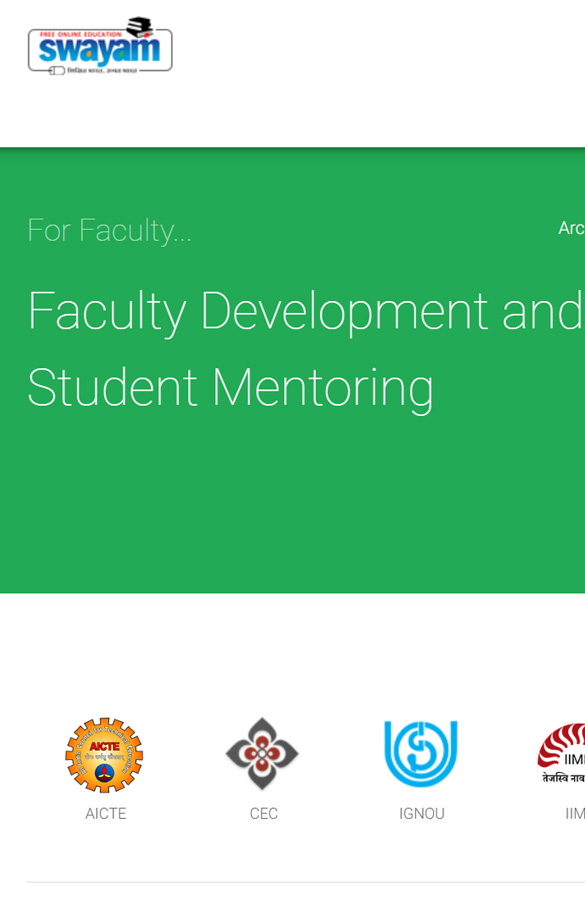 FREE ONLINE EDUCATION
swayam
शिक्षित भारत, उन्नत भारत
For Faculty...
Arc
Faculty Development and
Student Mentoring
AICTE
IIM
तेजस्वि नाव
AICTE
CEC
IGNOU
IIM